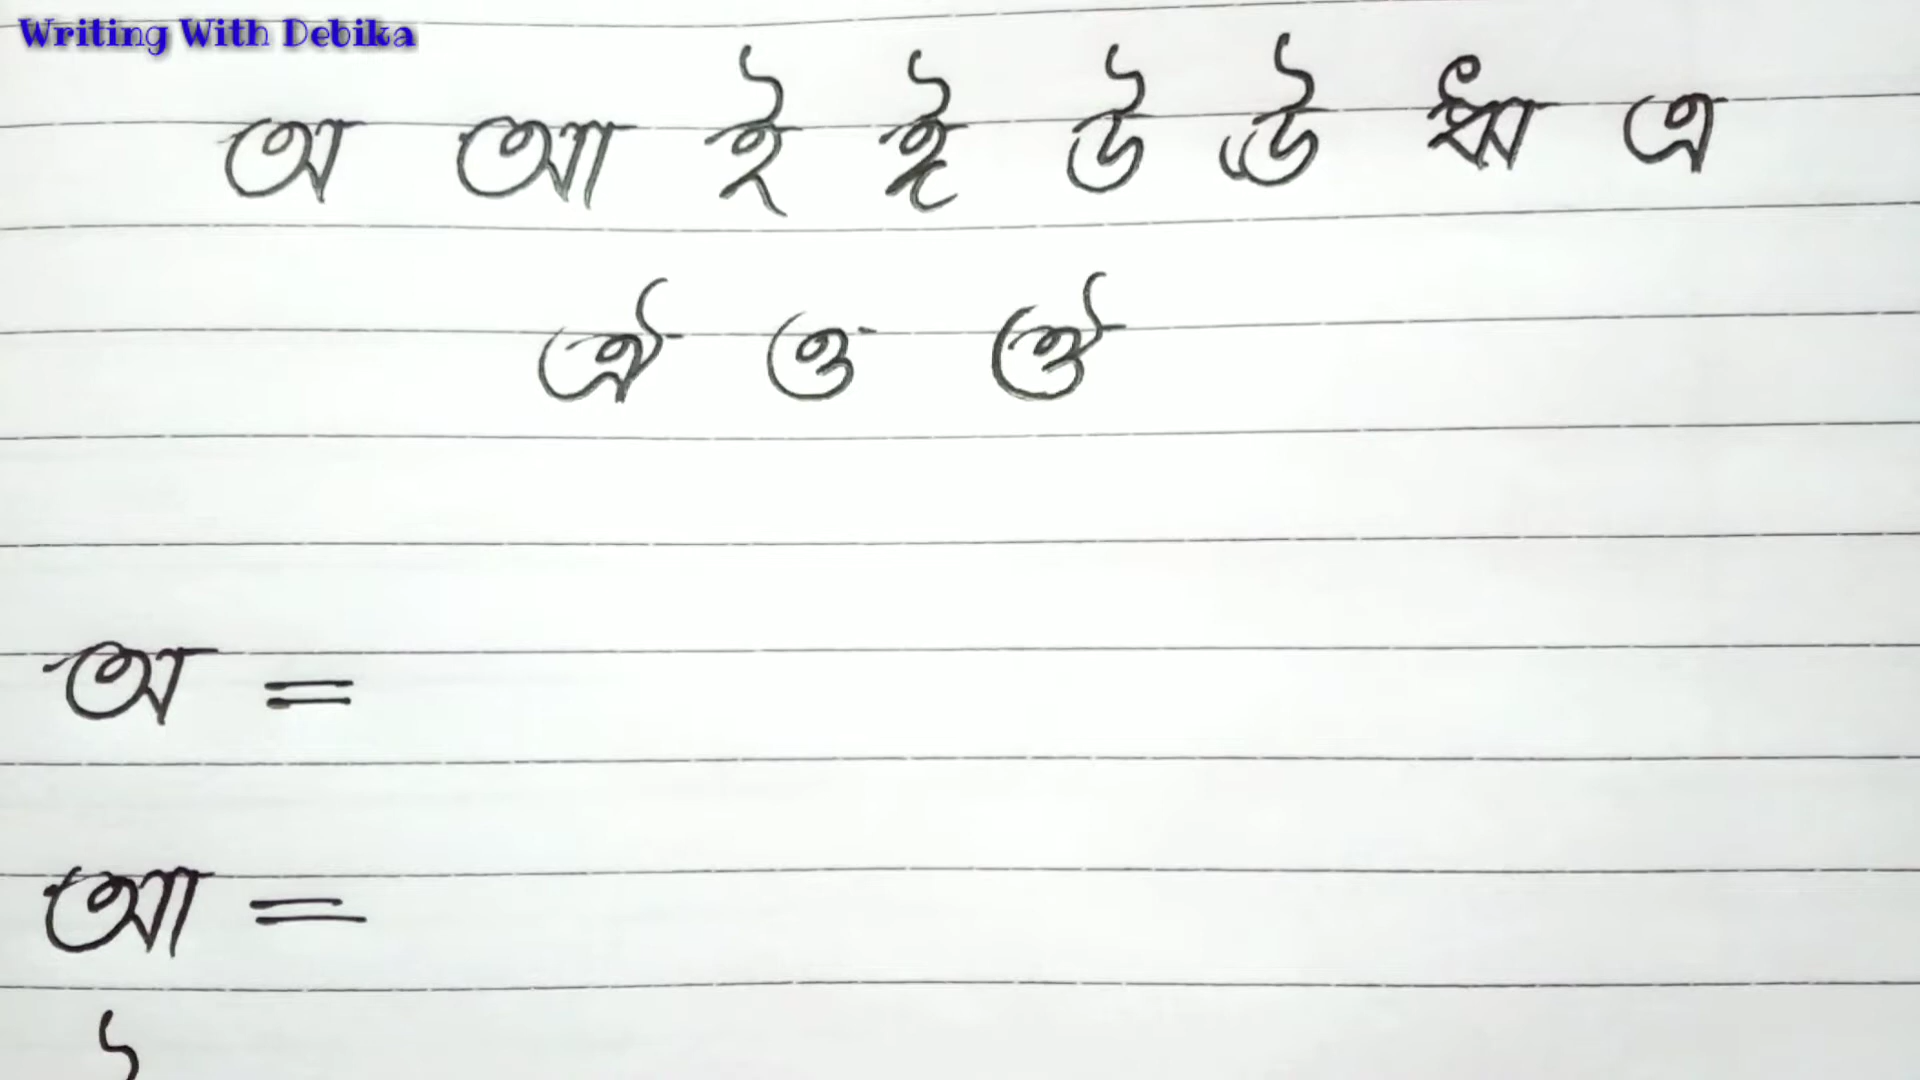 Writing With Debika
অ আ ই ঈ উ ঊ ঋ এ
ঐ ও ঔ
অ =
আ =